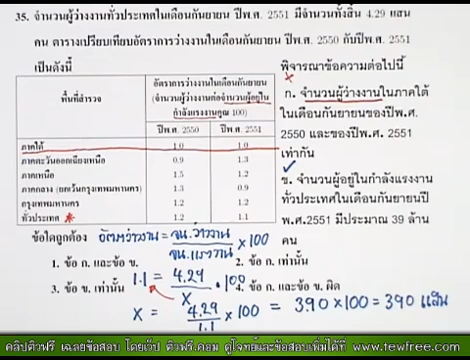 35. จำนวนผู้ว่างงานทั่วประเทศในเดือนกันยายน ปีพ.ศ. 2551 มีจำนวนทั้งสิ้น 4.29 แสน
คน ตารางเปรียบเทียบอัตราการว่างงานในเดือนกันยายน ปีพ.ศ. 2550 กับปีพ.ศ. 2551
เป็นดังนี้
พื้นที่สำรวจ
อัตราการว่างงานในเดือนกันยายน
(จำนวนผู้ว่างงานต่อจำนวนผู้อยู่ใน
กำลังแรงงานคูณ 100)
ปีพ.ศ. 2550 ปีพ.ศ. 2551
ภาคใต้ 1.0 1.0
ภาคตะวันออกเฉียงเหนือ 0.9 1.3
ภาคเหนือ 1.5 1.2
ภาคกลาง (ยกเว้นกรุงเทพมหานคร) 1.3 0.9
กรุงเทพมหานคร 1.2 1.2
ทั่วประเทศ * 1.2 1.1
พิจารณาข้อความต่อไปนี้
ก. จำนวนผู้ว่างงานในภาคใต้
ในเดือนกันยายนของปีพ.ศ.
2550 และของปีพ.ศ. 2551
เท่ากัน
ข. จำนวนผู้อยู่ในกำลังแรงงาน
ทั่วประเทศในเดือนกันยายนปี
พ.ศ.2551 มีประมาณ 39 ล้าน
คน
ข้อใดถูกต้อง
อัตราว่างงาน = จน.ว่างงาน / จน.แรงงาน × 100
1. ข้อ ก. และข้อ ข. 2. ข้อ ก. เท่านั้น
3. ข้อ ข. เท่านั้น 4. ข้อ ก. และข้อ ข. ผิด
1.1 = 4.29 / x · 100
x = 4.29 / 1.1 × 100 = 3.90 × 100 = 390 แสน
คลิปติวฟรี เฉลยข้อสอบ โดยเว็ป ติวฟรี.คอม ดูโจทย์และข้อสอบเพิ่มได้ที่ www.tewfree.com